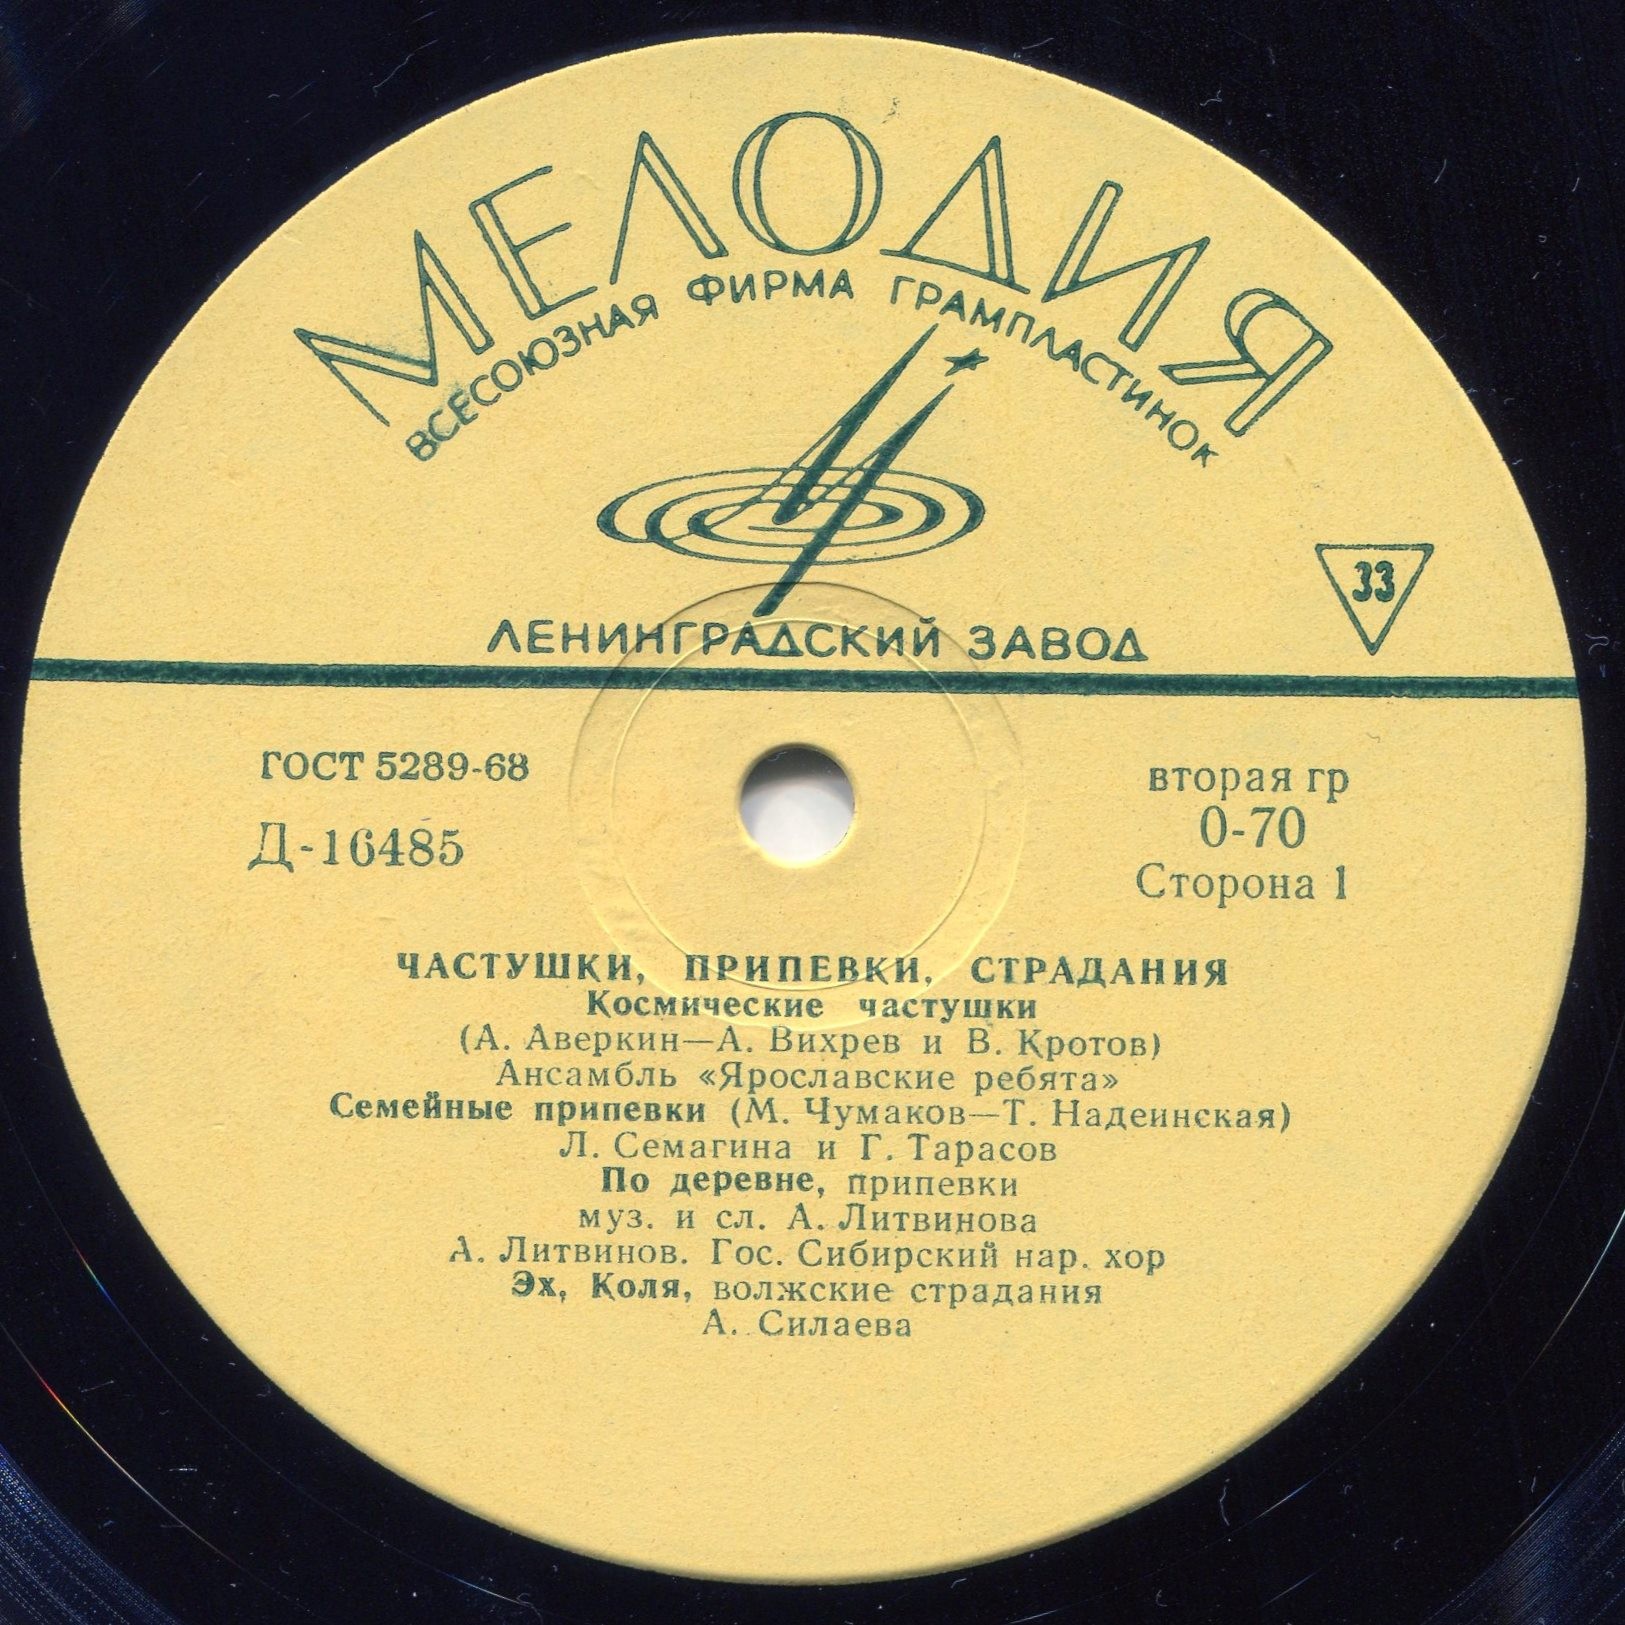 МЕЛОДИЯ
ВСЕСОЮЗНАЯ ФИРМА ГРАМПЛАСТИНОК
33
ЛЕНИНГРАДСКИЙ ЗАВОД
ГОСТ 5289-68
вторая гр
Д-16485
0-70
Сторона 1
ЧАСТУШКИ, ПРИПЕВКИ, СТРАДАНИЯ
Космические частушки
(А. Аверкин—А. Вихрев и В. Кротов)
Ансамбль «Ярославские ребята»
Семейные припевки (М. Чумаков—Т. Надеинская)
Л. Семагина и Г. Тарасов
По деревне, припевки
муз. и сл. А. Литвинова
А. Литвинов. Гос. Сибирский нар. хор
Эх, Коля, волжские страдания
А. Силаева